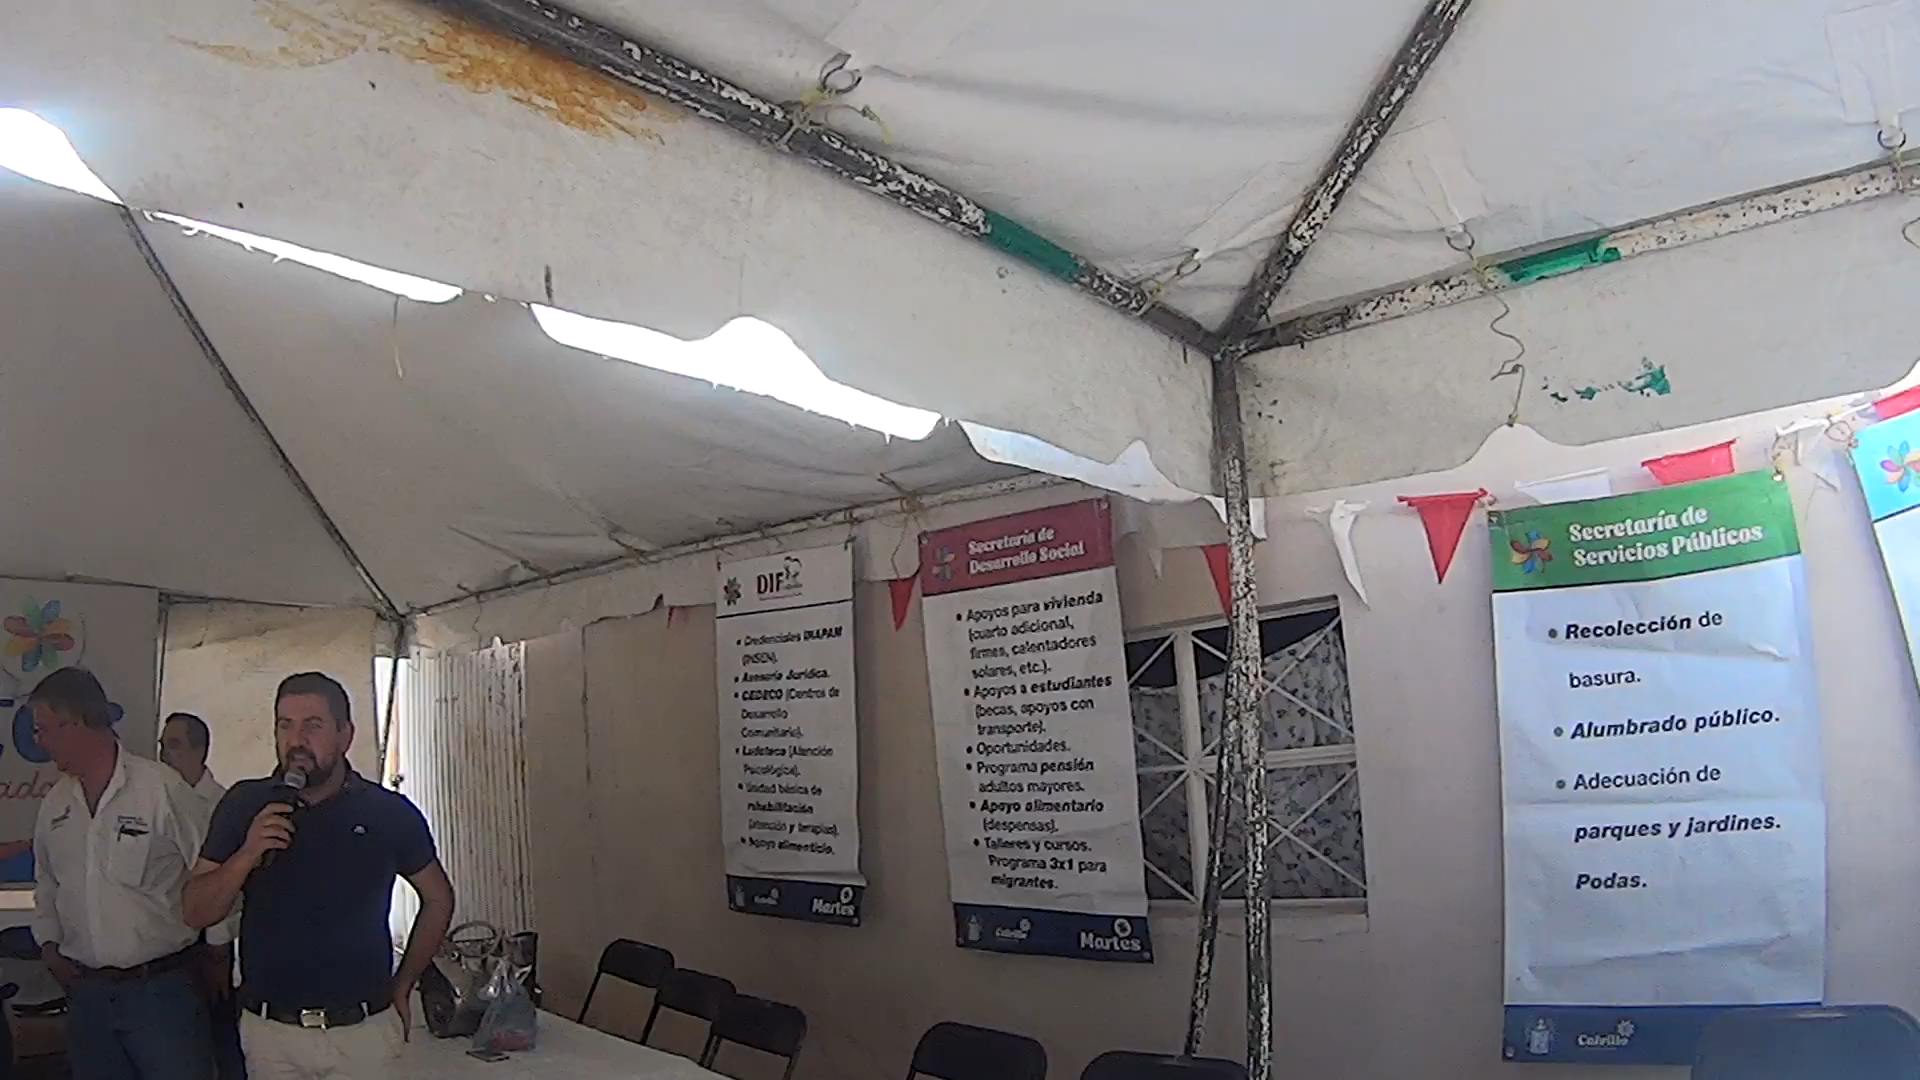 DIF
• Credenciales INAPAM
(INSEN).
• Asesoría Jurídica.
• CEDECO (Centros de
Desarrollo
Comunitario).
• Ludoteca (Atención
Psicológica).
• Unidad básica de
rehabilitación
(atención y terapias).
• Apoyo alimenticio.
Calvillo
Martes
Secretaría de
Desarrollo Social
• Apoyos para vivienda
(cuarto adicional,
firmes, calentadores
solares, etc.).
• Apoyos a estudiantes
(becas, apoyos con
transporte).
• Oportunidades.
• Programa pensión
adultos mayores.
• Apoyo alimentario
(despensas).
• Talleres y cursos.
Programa 3x1 para
migrantes.
Calvillo
Martes
Secretaría de
Servicios Públicos
• Recolección de
basura.
• Alumbrado público.
• Adecuación de
parques y jardines.
Podas.
Calvillo